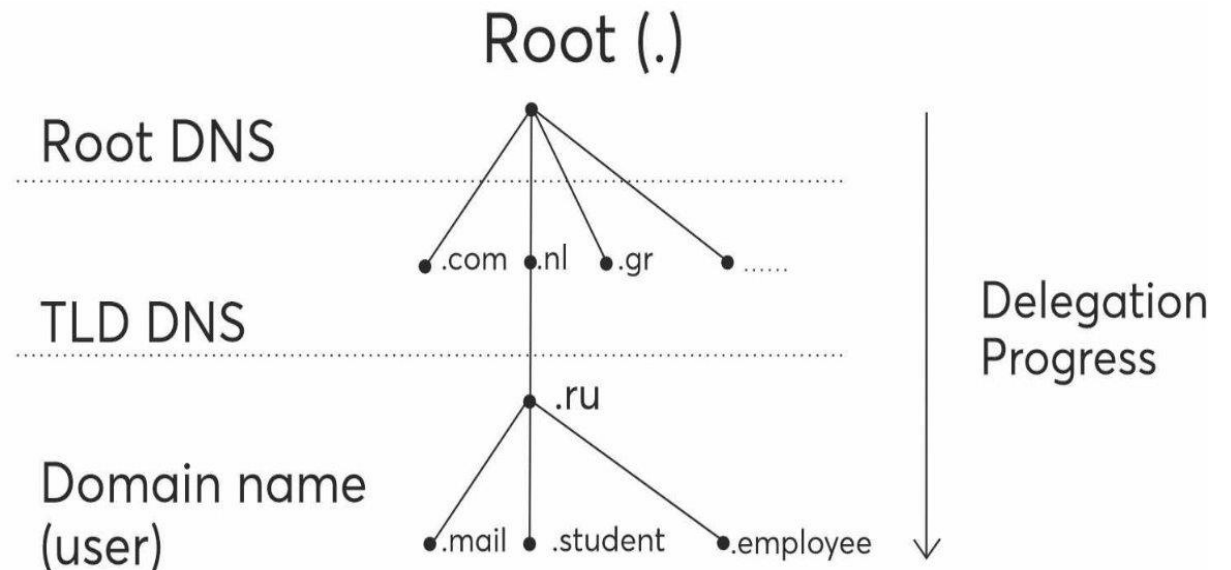 Root (.)
Root DNS
.com .nl .gr ......
TLD DNS
Delegation
Progress
.ru
Domain name
(user)
.mail .student .employee